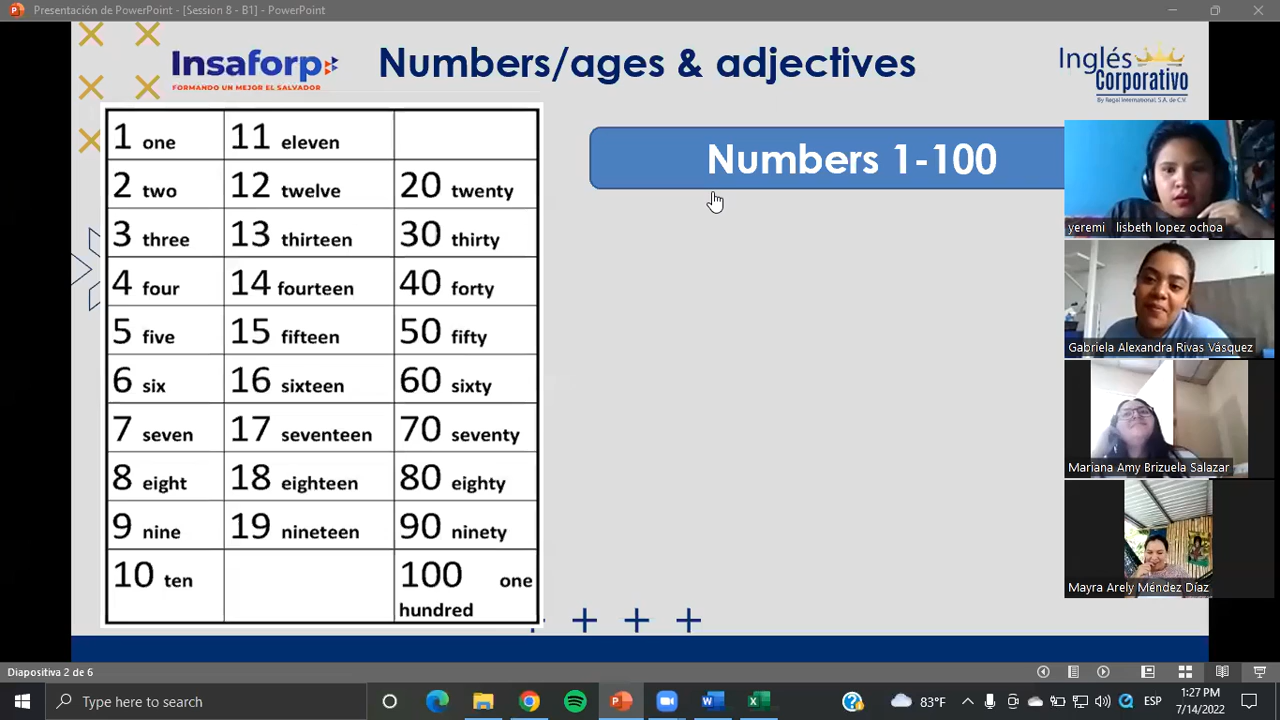 Presentación de PowerPoint - [Session 8 - B1] - PowerPoint
Insaforp
FORMANDO UN MEJOR EL SALVADOR
Numbers/ages & adjectives
Inglés
Corporativo
By Regal International, S.A. de C.V.
1 one 11 eleven
2 two 12 twelve 20 twenty
3 three 13 thirteen 30 thirty
4 four 14 fourteen 40 forty
5 five 15 fifteen 50 fifty
6 six 16 sixteen 60 sixty
7 seven 17 seventeen 70 seventy
8 eight 18 eighteen 80 eighty
9 nine 19 nineteen 90 ninety
10 ten 100 one
hundred
Numbers 1-100
yeremi lisbeth lopez ochoa
Gabriela Alexandra Rivas Vásquez
Mariana Amy Brizuela Salazar
Mayra Arely Méndez Díaz
Diapositiva 2 de 6
Type here to search
83°F
ESP
1:27 PM
7/14/2022